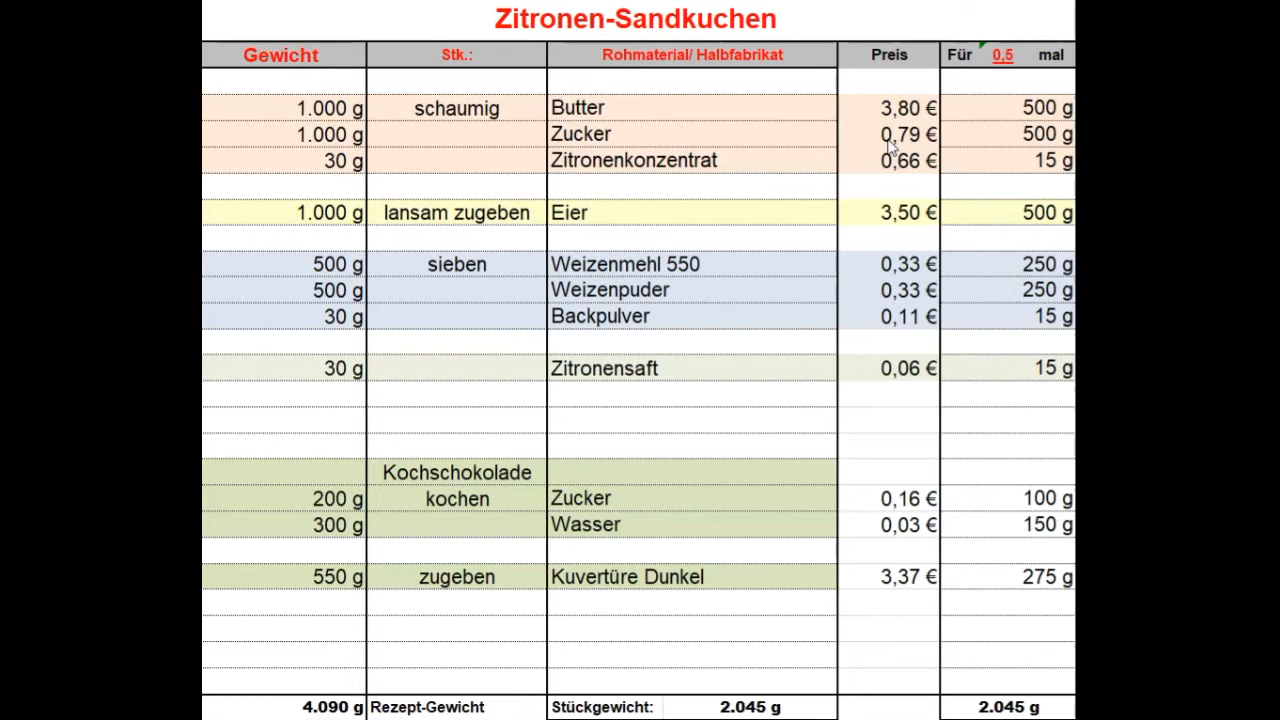 Zitronen-Sandkuchen
Gewicht Stk.: Rohmaterial/ Halbfabrikat Preis Für 0,5 mal
1.000 g schaumig Butter 3,80 € 500 g
1.000 g Zucker 0,79 € 500 g
30 g Zitronenkonzentrat 0,66 € 15 g
1.000 g lansam zugeben Eier 3,50 € 500 g
500 g sieben Weizenmehl 550 0,33 € 250 g
500 g Weizenpuder 0,33 € 250 g
30 g Backpulver 0,11 € 15 g
30 g Zitronensaft 0,06 € 15 g
Kochschokolade
200 g kochen Zucker 0,16 € 100 g
300 g Wasser 0,03 € 150 g
550 g zugeben Kuvertüre Dunkel 3,37 € 275 g
4.090 g Rezept-Gewicht Stückgewicht: 2.045 g 2.045 g